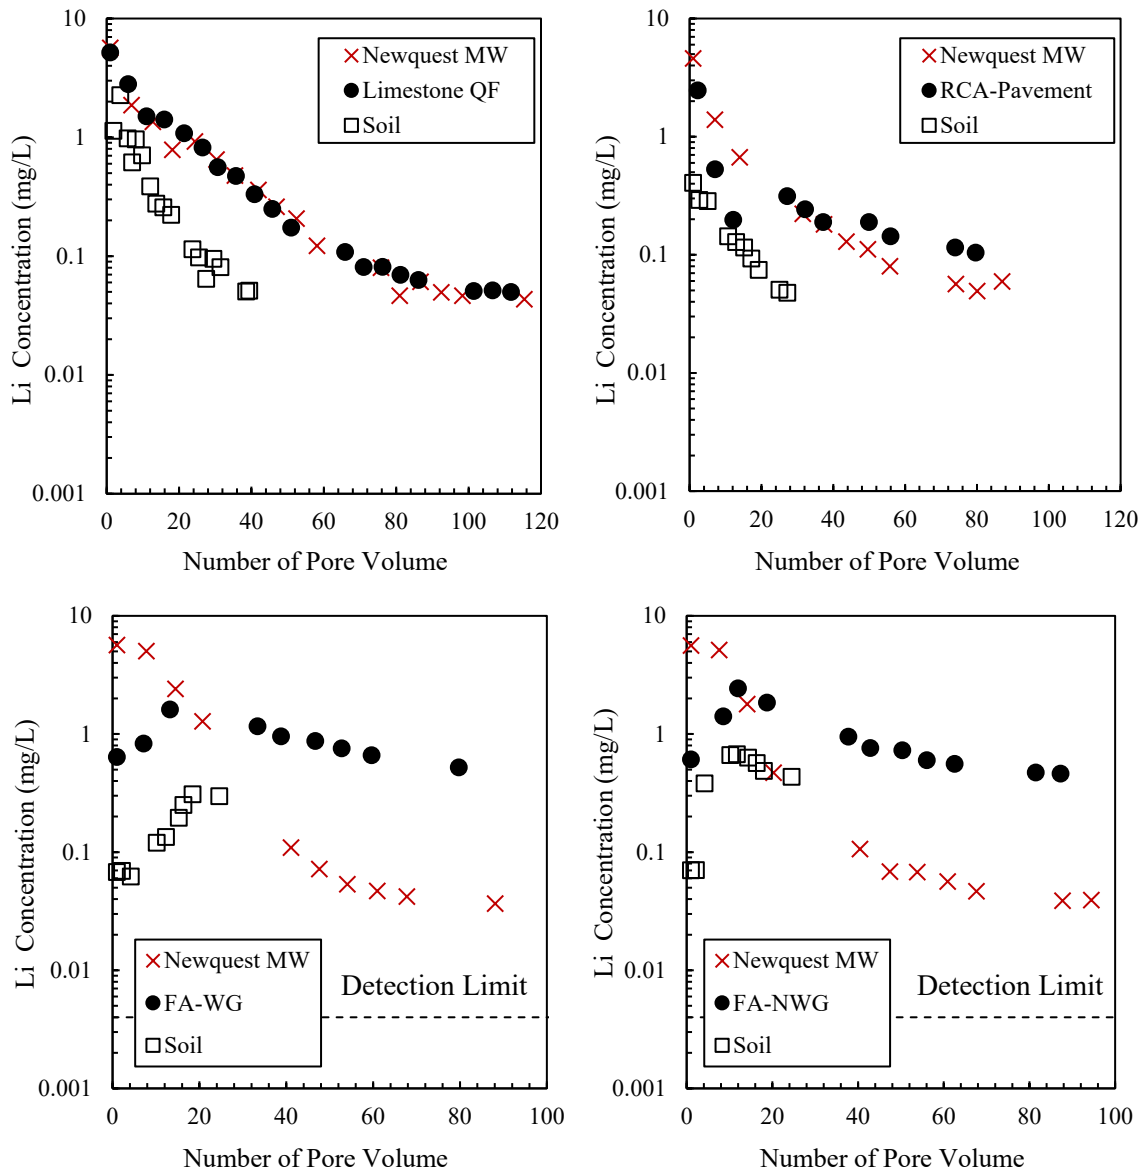 10
1
0.1
0.01
0.001
Li Concentration (mg/L)
Newquest MW
Limestone QF
Soil
0 20 40 60 80 100 120
Number of Pore Volume
10
1
0.1
0.01
0.001
Li Concentration (mg/L)
Newquest MW
RCA-Pavement
Soil
0 20 40 60 80 100 120
Number of Pore Volume
10
1
0.1
0.01
0.001
Li Concentration (mg/L)
Newquest MW
FA-WG
Soil
Detection Limit
0 20 40 60 80 100
Number of Pore Volume
10
1
0.1
0.01
0.001
Li Concentration (mg/L)
Newquest MW
FA-NWG
Soil
Detection Limit
0 20 40 60 80 100
Number of Pore Volume